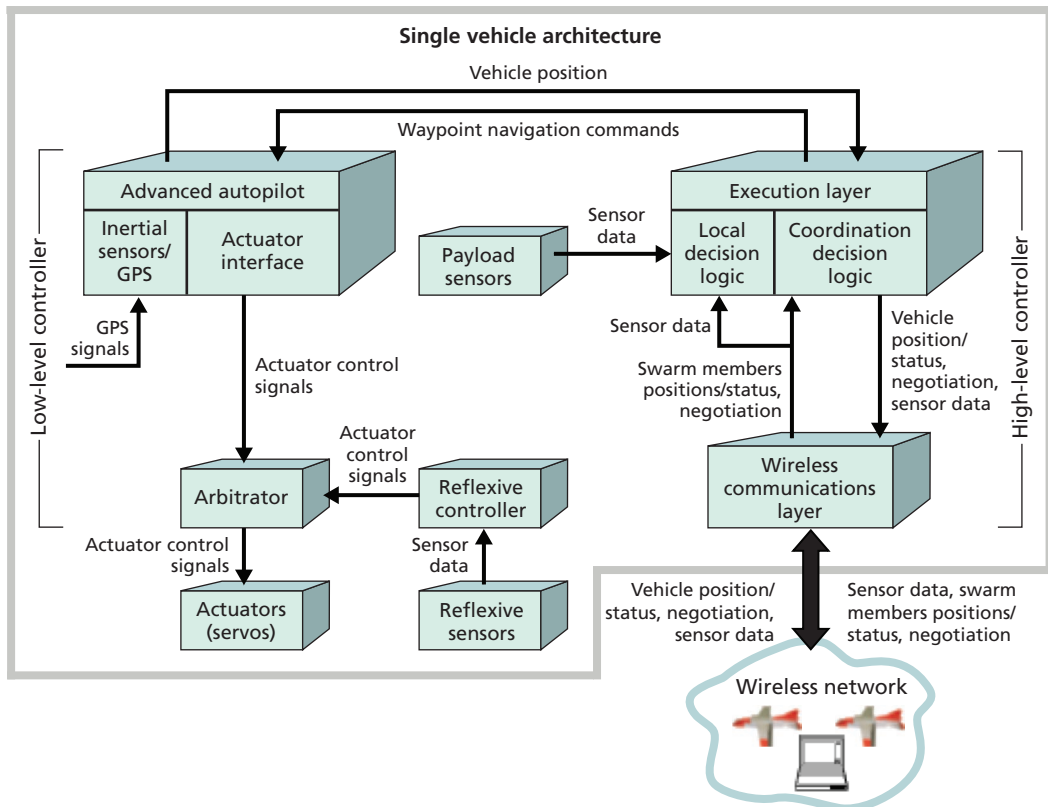 Single vehicle architecture
Vehicle position
Waypoint navigation commands
Low-level controller
Advanced autopilot
Inertial
sensors/
GPS
Actuator
interface
GPS
signals
Actuator control
signals
Payload
sensors
Sensor
data
Execution layer
Local
decision
logic
Coordination
decision
logic
High-level controller
Sensor data
Swarm members
positions/status,
negotiation
Vehicle
position/
status,
negotiation,
sensor data
Arbitrator
Actuator
control
signals
Reflexive
controller
Wireless
communications
layer
Actuator control
signals
Sensor
data
Actuators
(servos)
Reflexive
sensors
Vehicle position/
status, negotiation,
sensor data
Sensor data, swarm
members positions/
status, negotiation
Wireless network